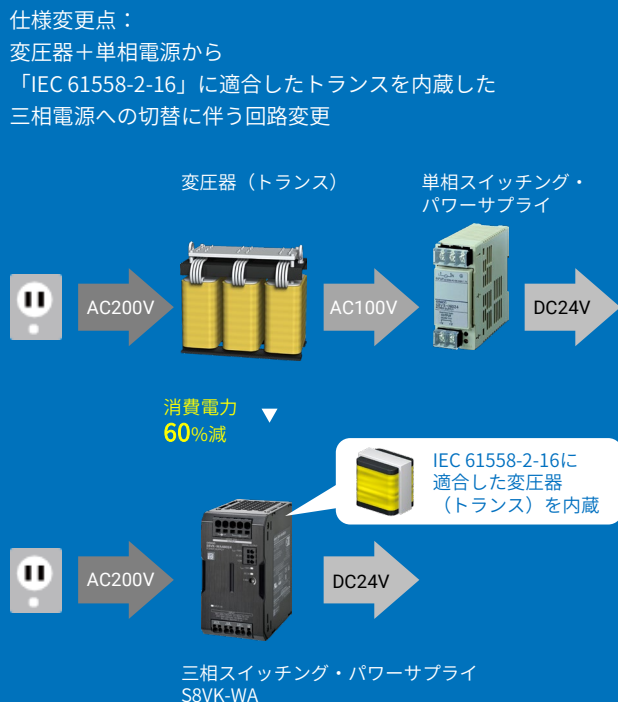 仕様変更点：
変圧器＋単相電源から
「IEC 61558-2-16」に適合したトランスを内蔵した
三相電源への切替に伴う回路変更
変圧器（トランス）
単相スイッチング・
パワーサプライ
AC200V
AC100V
DC24V
消費電力
60%減
IEC 61558-2-16に
適合した変圧器
（トランス）を内蔵
AC200V
DC24V
三相スイッチング・パワーサプライ
S8VK-WA